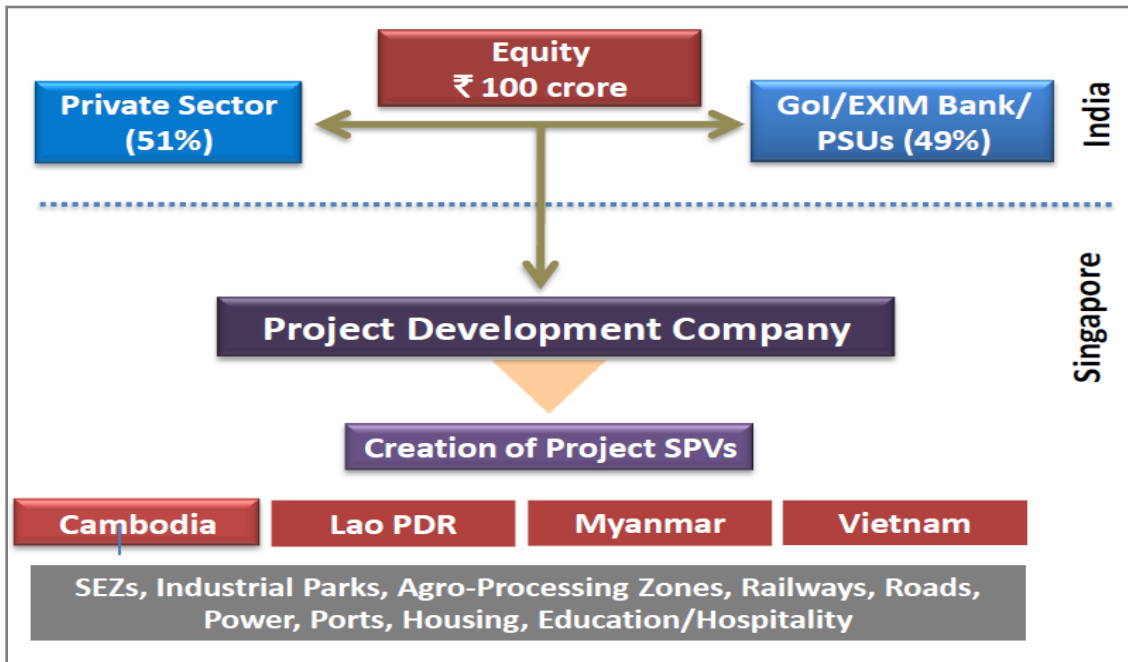 Equity
₹ 100 crore
Private Sector
(51%)
GoI/EXIM Bank/
PSUs (49%)
India
Project Development Company
Singapore
Creation of Project SPVs
Cambodia
Lao PDR
Myanmar
Vietnam
SEZs, Industrial Parks, Agro-Processing Zones, Railways, Roads,
Power, Ports, Housing, Education/Hospitality